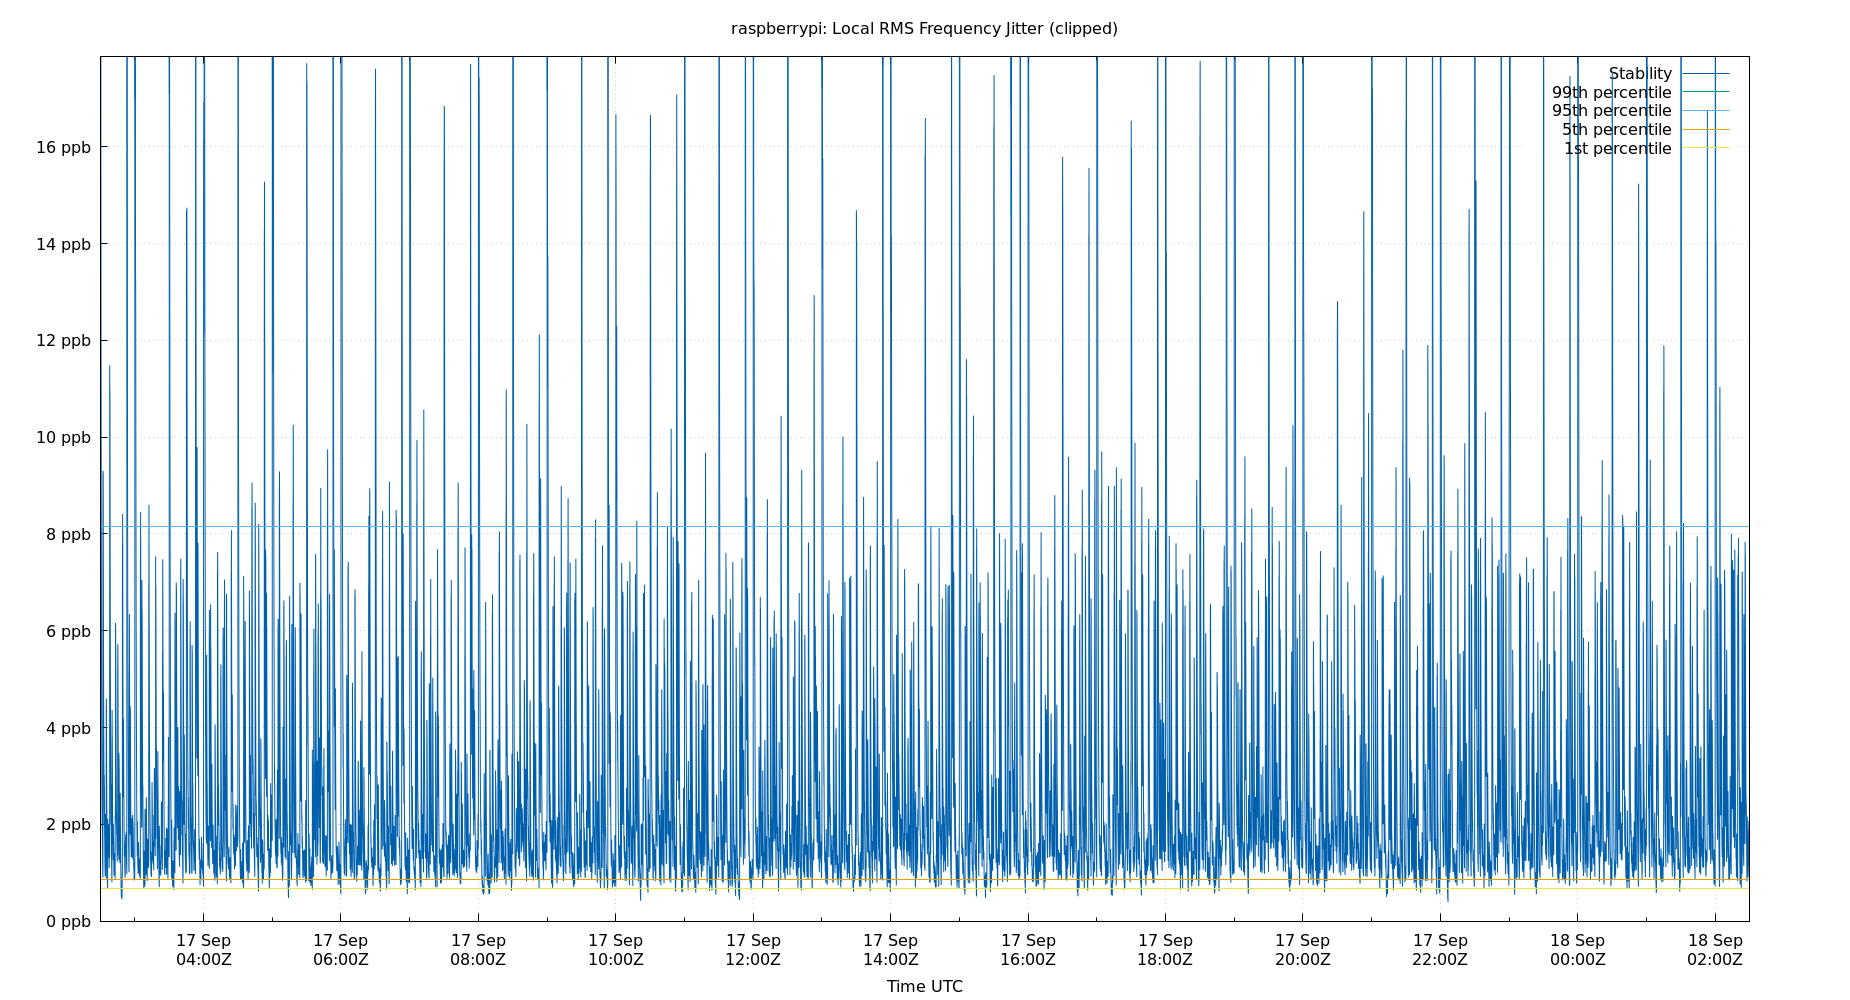 raspberrypi: Local RMS Frequency Jitter (clipped)
Stability
99th percentile
95th percentile
5th percentile
1st percentile
16 ppb
14 ppb
12 ppb
10 ppb
8 ppb
6 ppb
4 ppb
2 ppb
0 ppb
17 Sep 17 Sep 17 Sep 17 Sep 17 Sep 17 Sep 17 Sep 17 Sep 17 Sep 17 Sep 18 Sep 18 Sep
04:00Z 06:00Z 08:00Z 10:00Z 12:00Z 14:00Z 16:00Z 18:00Z 20:00Z 22:00Z 00:00Z 02:00Z
Time UTC